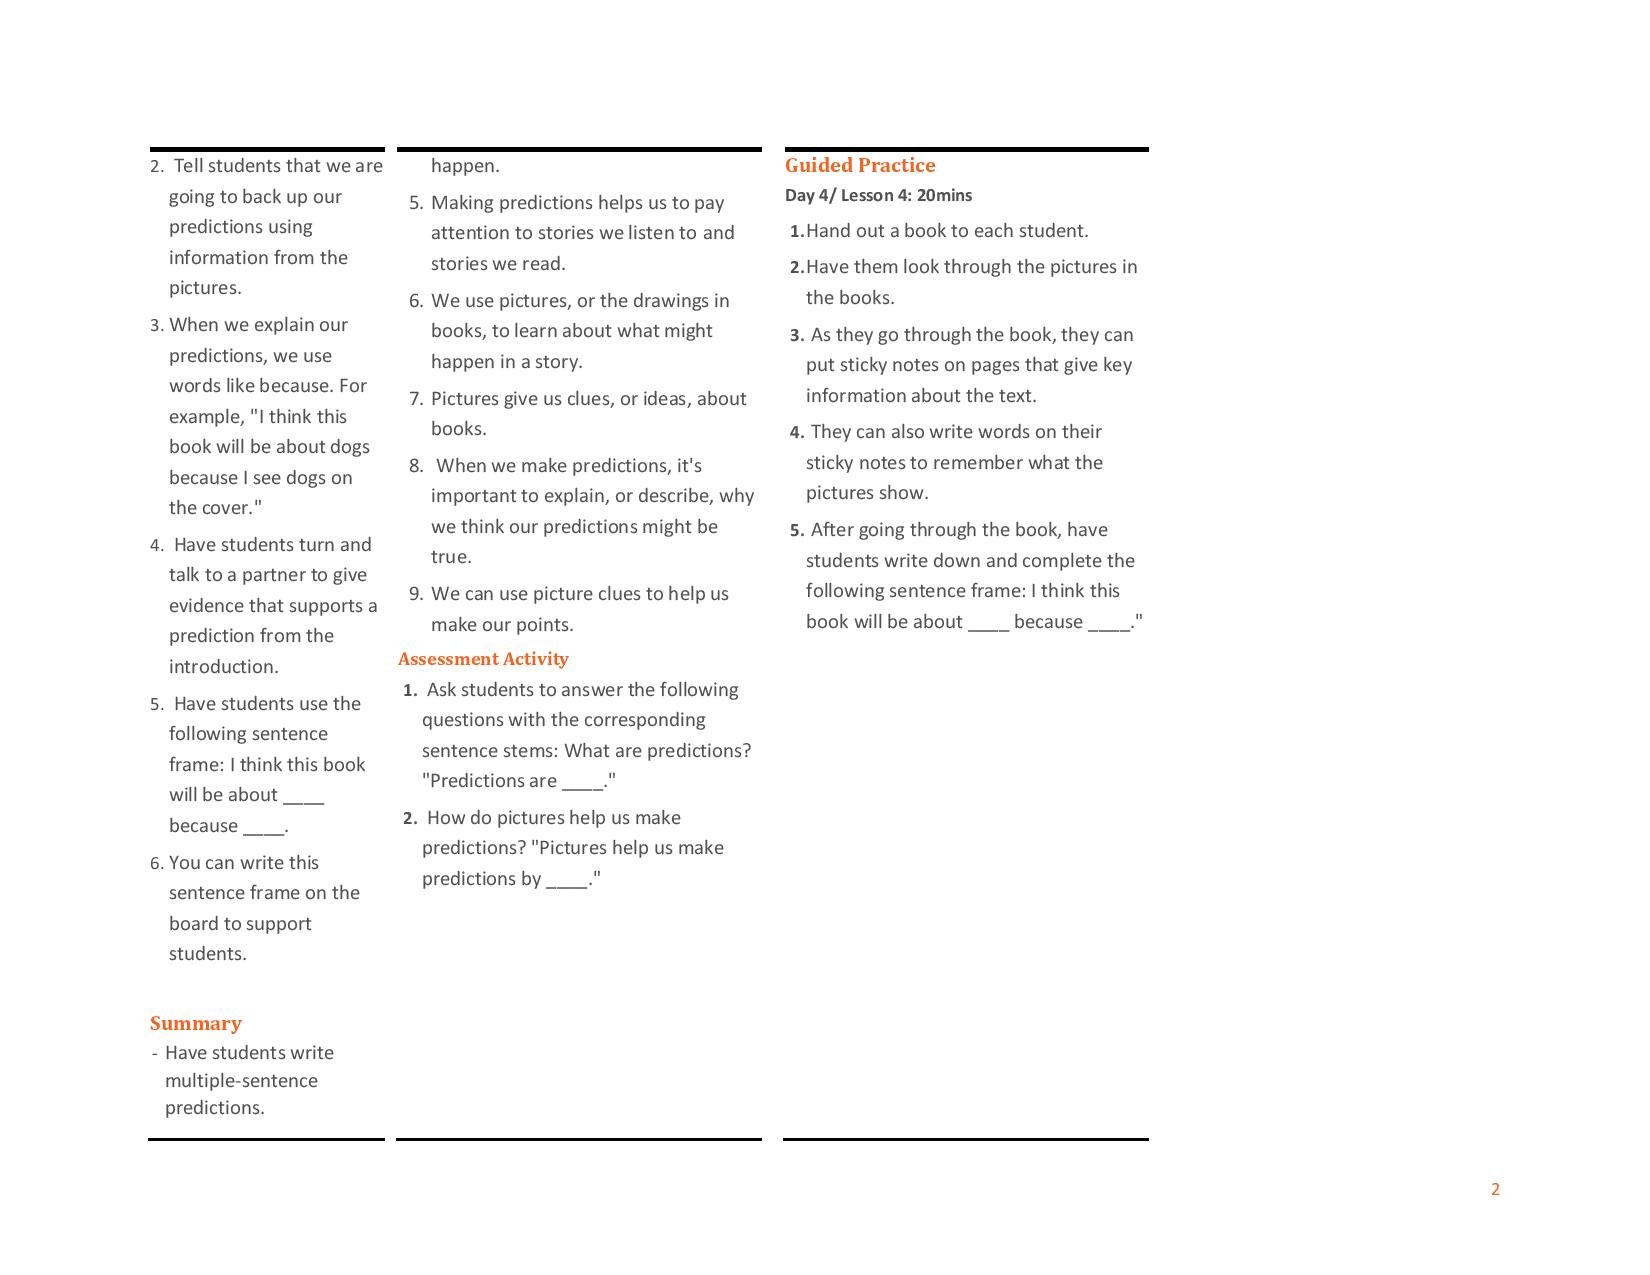 2. Tell students that we are
going to back up our
predictions using
information from the
pictures.
3. When we explain our
predictions, we use
words like because. For
example, "I think this
book will be about dogs
because I see dogs on
the cover."
4. Have students turn and
talk to a partner to give
evidence that supports a
prediction from the
introduction.
5. Have students use the
following sentence
frame: I think this book
will be about ____
because ____.
6. You can write this
sentence frame on the
board to support
students.
Summary
- Have students write
multiple-sentence
predictions.
happen.
5. Making predictions helps us to pay
attention to stories we listen to and
stories we read.
6. We use pictures, or the drawings in
books, to learn about what might
happen in a story.
7. Pictures give us clues, or ideas, about
books.
8. When we make predictions, it's
important to explain, or describe, why
we think our predictions might be
true.
9. We can use picture clues to help us
make our points.
Assessment Activity
1. Ask students to answer the following
questions with the corresponding
sentence stems: What are predictions?
"Predictions are ____."
2. How do pictures help us make
predictions? "Pictures help us make
predictions by ____."
Guided Practice
Day 4/ Lesson 4: 20mins
1.Hand out a book to each student.
2.Have them look through the pictures in
the books.
3. As they go through the book, they can
put sticky notes on pages that give key
information about the text.
4. They can also write words on their
sticky notes to remember what the
pictures show.
5. After going through the book, have
students write down and complete the
following sentence frame: I think this
book will be about ____ because ____."
2